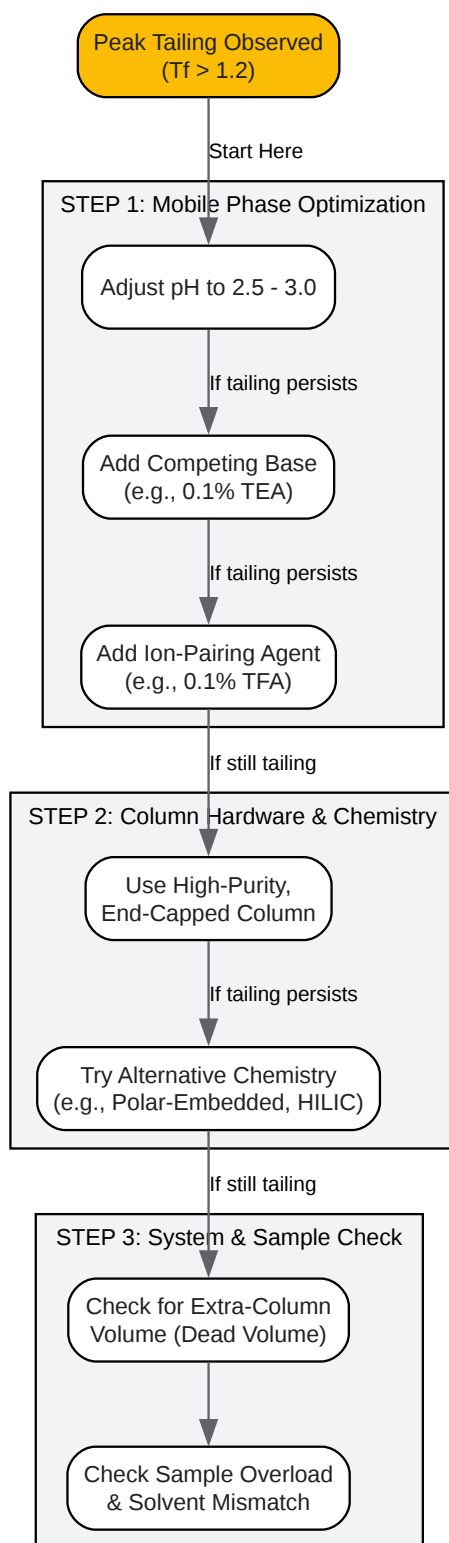 Peak Tailing Observed
(Tf > 1.2)
Start Here
STEP 1: Mobile Phase Optimization
Adjust pH to 2.5 - 3.0
If tailing persists
Add Competing Base
(e.g., 0.1% TEA)
If tailing persists
Add Ion-Pairing Agent
(e.g., 0.1% TFA)
If still tailing
STEP 2: Column Hardware & Chemistry
Use High-Purity,
End-Capped Column
If tailing persists
Try Alternative Chemistry
(e.g., Polar-Embedded, HILIC)
If still tailing
STEP 3: System & Sample Check
Check for Extra-Column
Volume (Dead Volume)
Check Sample Overload
& Solvent Mismatch